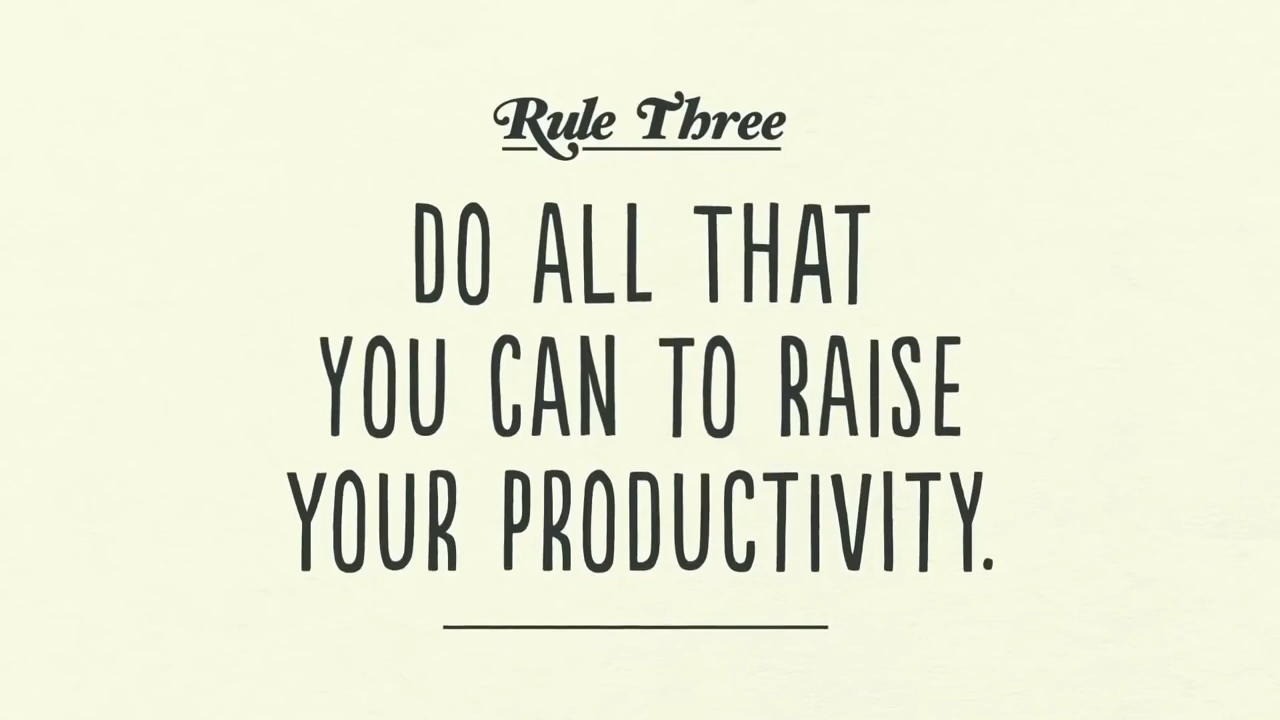 Rule Three
DO ALL THAT
YOU CAN TO RAISE
YOUR PRODUCTIVITY.